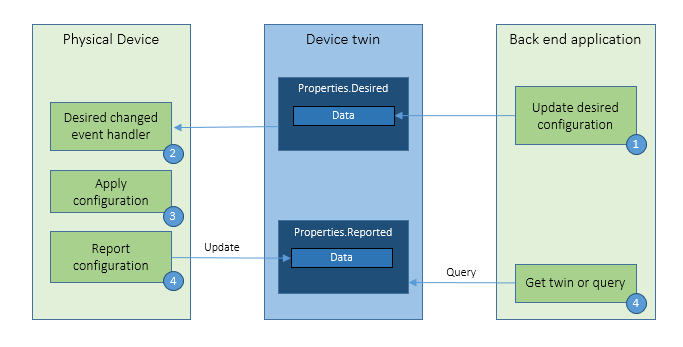 Physical Device
Desired changed
event handler
2
Apply
configuration
3
Report
configuration
4
Update
Device twin
Properties.Desired
Data
Properties.Reported
Data
Query
Back end application
Update desired
configuration
1
Get twin or query
4